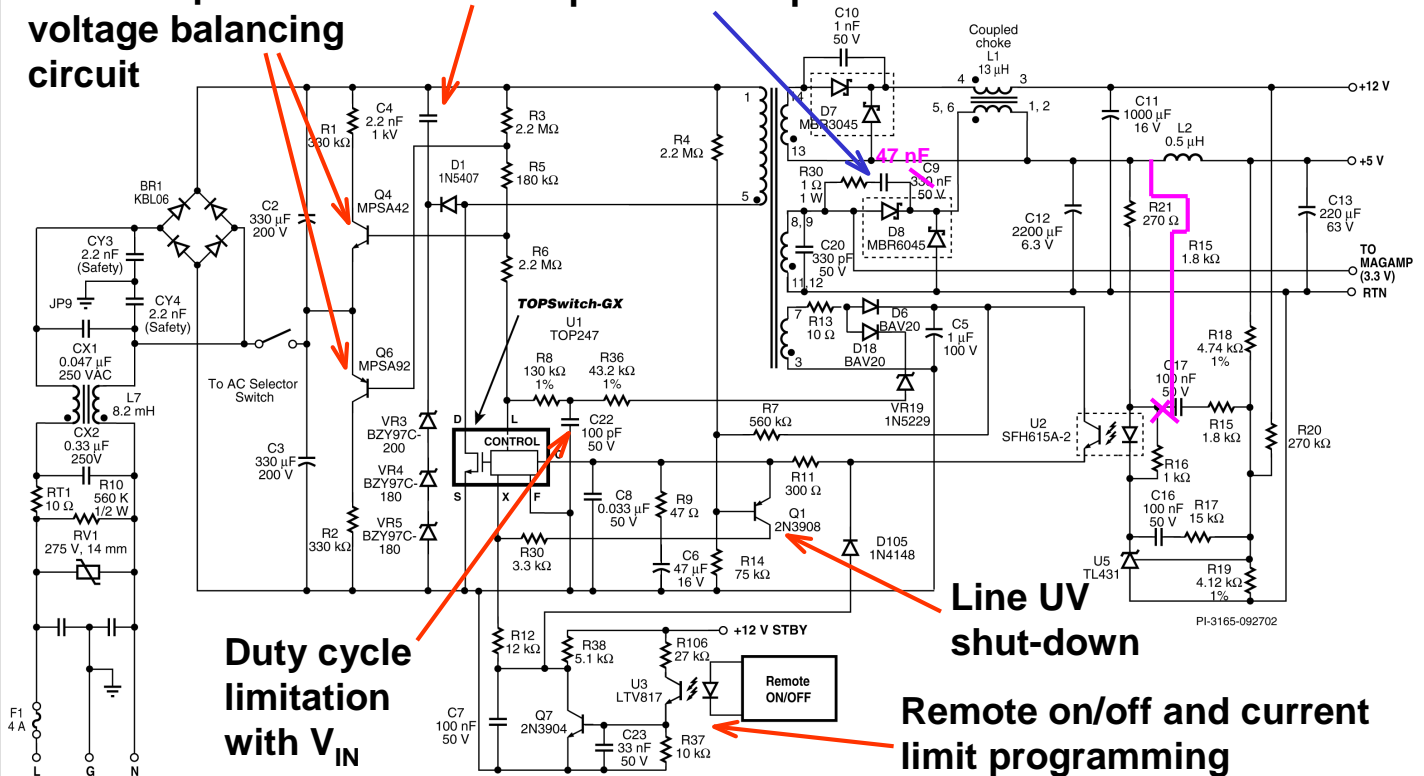 voltage balancing
circuit
C10
1 nF
50 V
Coupled
choke
L1
13 µH
4
3
5, 6
1, 2
+12 V
C11
1000 µF
16 V
L2
0.5 µH
+5 V
C4
2.2 nF
1 kV
R1
330 kΩ
R3
2.2 MΩ
R4
2.2 MΩ
1
5
14
13
D7
MBR3045
47 nF
C9
330 nF
50 V
R30
1 Ω
1 W
D1
1N5407
R5
180 kΩ
BR1
KBL06
C2
330 µF
200 V
Q4
MPSA42
8, 9
D8
MBR6045
C20
330 pF
50 V
11,12
C12
2200 µF
6.3 V
R21
270 Ω
R15
1.8 kΩ
C13
220 µF
63 V
TO
MAGAMP
(3.3 V)
RTN
CY3
2.2 nF
(Safety)
R6
2.2 MΩ
JP9
CY4
2.2 nF
(Safety)
TOPSwitch-GX
U1
TOP247
7
3
R13
10 Ω
D6
BAV20
D18
BAV20
C5
1 µF
100 V
CX1
0.047 µF
250 VAC
To AC Selector
Switch
Q6
MPSA92
R8
130 kΩ
1%
R36
43.2 kΩ
1%
VR19
1N5229
R18
4.74 kΩ
1%
C17
100 nF
50 V
L7
8.2 mH
CX2
0.33 µF
250V
VR3
BZY97C-
200
D
L
CONTROL
C
S
X
F
C22
100 pF
50 V
R7
560 kΩ
U2
SFH615A-2
R15
1.8 kΩ
R20
270 kΩ
C3
330 µF
200 V
VR4
BZY97C-
180
R11
300 Ω
R16
1 kΩ
RT1
10 Ω
R10
560 K
1/2 W
C8
0.033 µF
50 V
R9
47 Ω
Q1
2N3908
C16
100 nF
50 V
R17
15 kΩ
RV1
275 V, 14 mm
R2
330 kΩ
VR5
BZY97C-
180
R30
3.3 kΩ
C6
47 µF
16 V
R14
75 kΩ
D105
1N4148
U5
TL431
R19
4.12 kΩ
1%
PI-3165-092702
Line UV
shut-down
Duty cycle
limitation
with VIN
R12
12 kΩ
R38
5.1 kΩ
+12 V STBY
R106
27 kΩ
U3
LTV817
Remote
ON/OFF
C7
100 nF
50 V
Q7
2N3904
C23
33 nF
50 V
R37
10 kΩ
Remote on/off and current
limit programming
F1
4 A
L
G
N